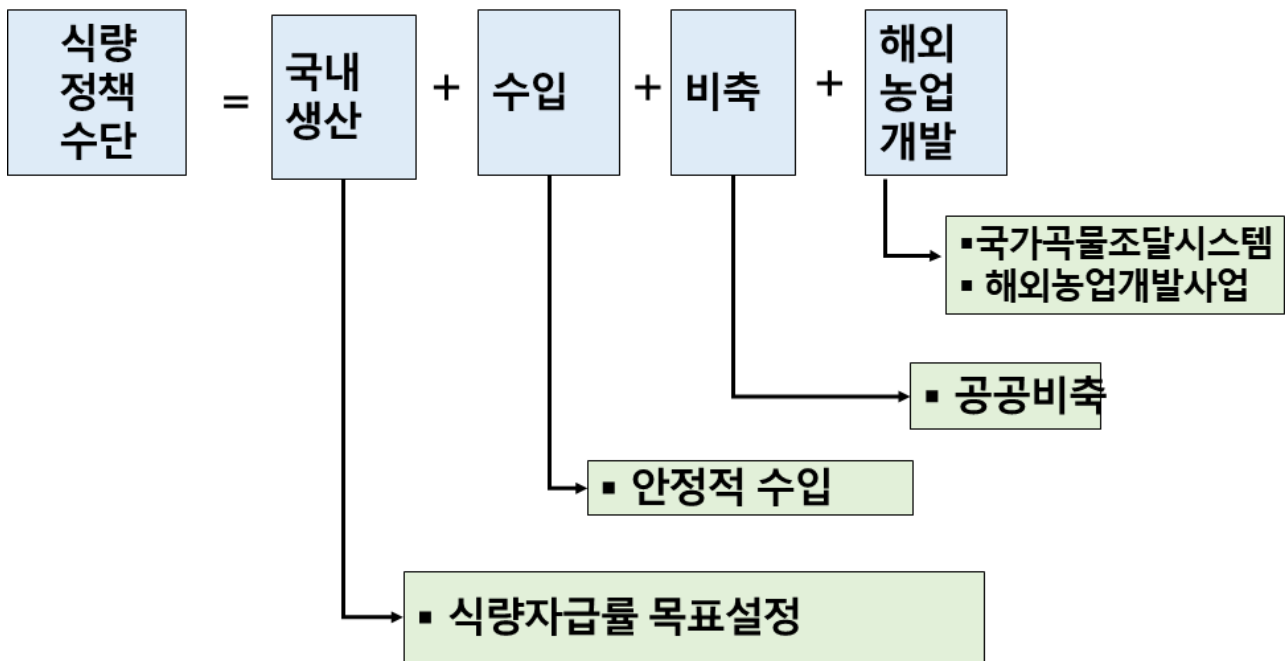 식량
정책
수단
=
국내
생산
+
수입
+
비축
+
해외
농업
개발
▪국가곡물조달시스템
▪ 해외농업개발사업
▪ 공공비축
▪ 안정적 수입
▪ 식량자급률 목표설정